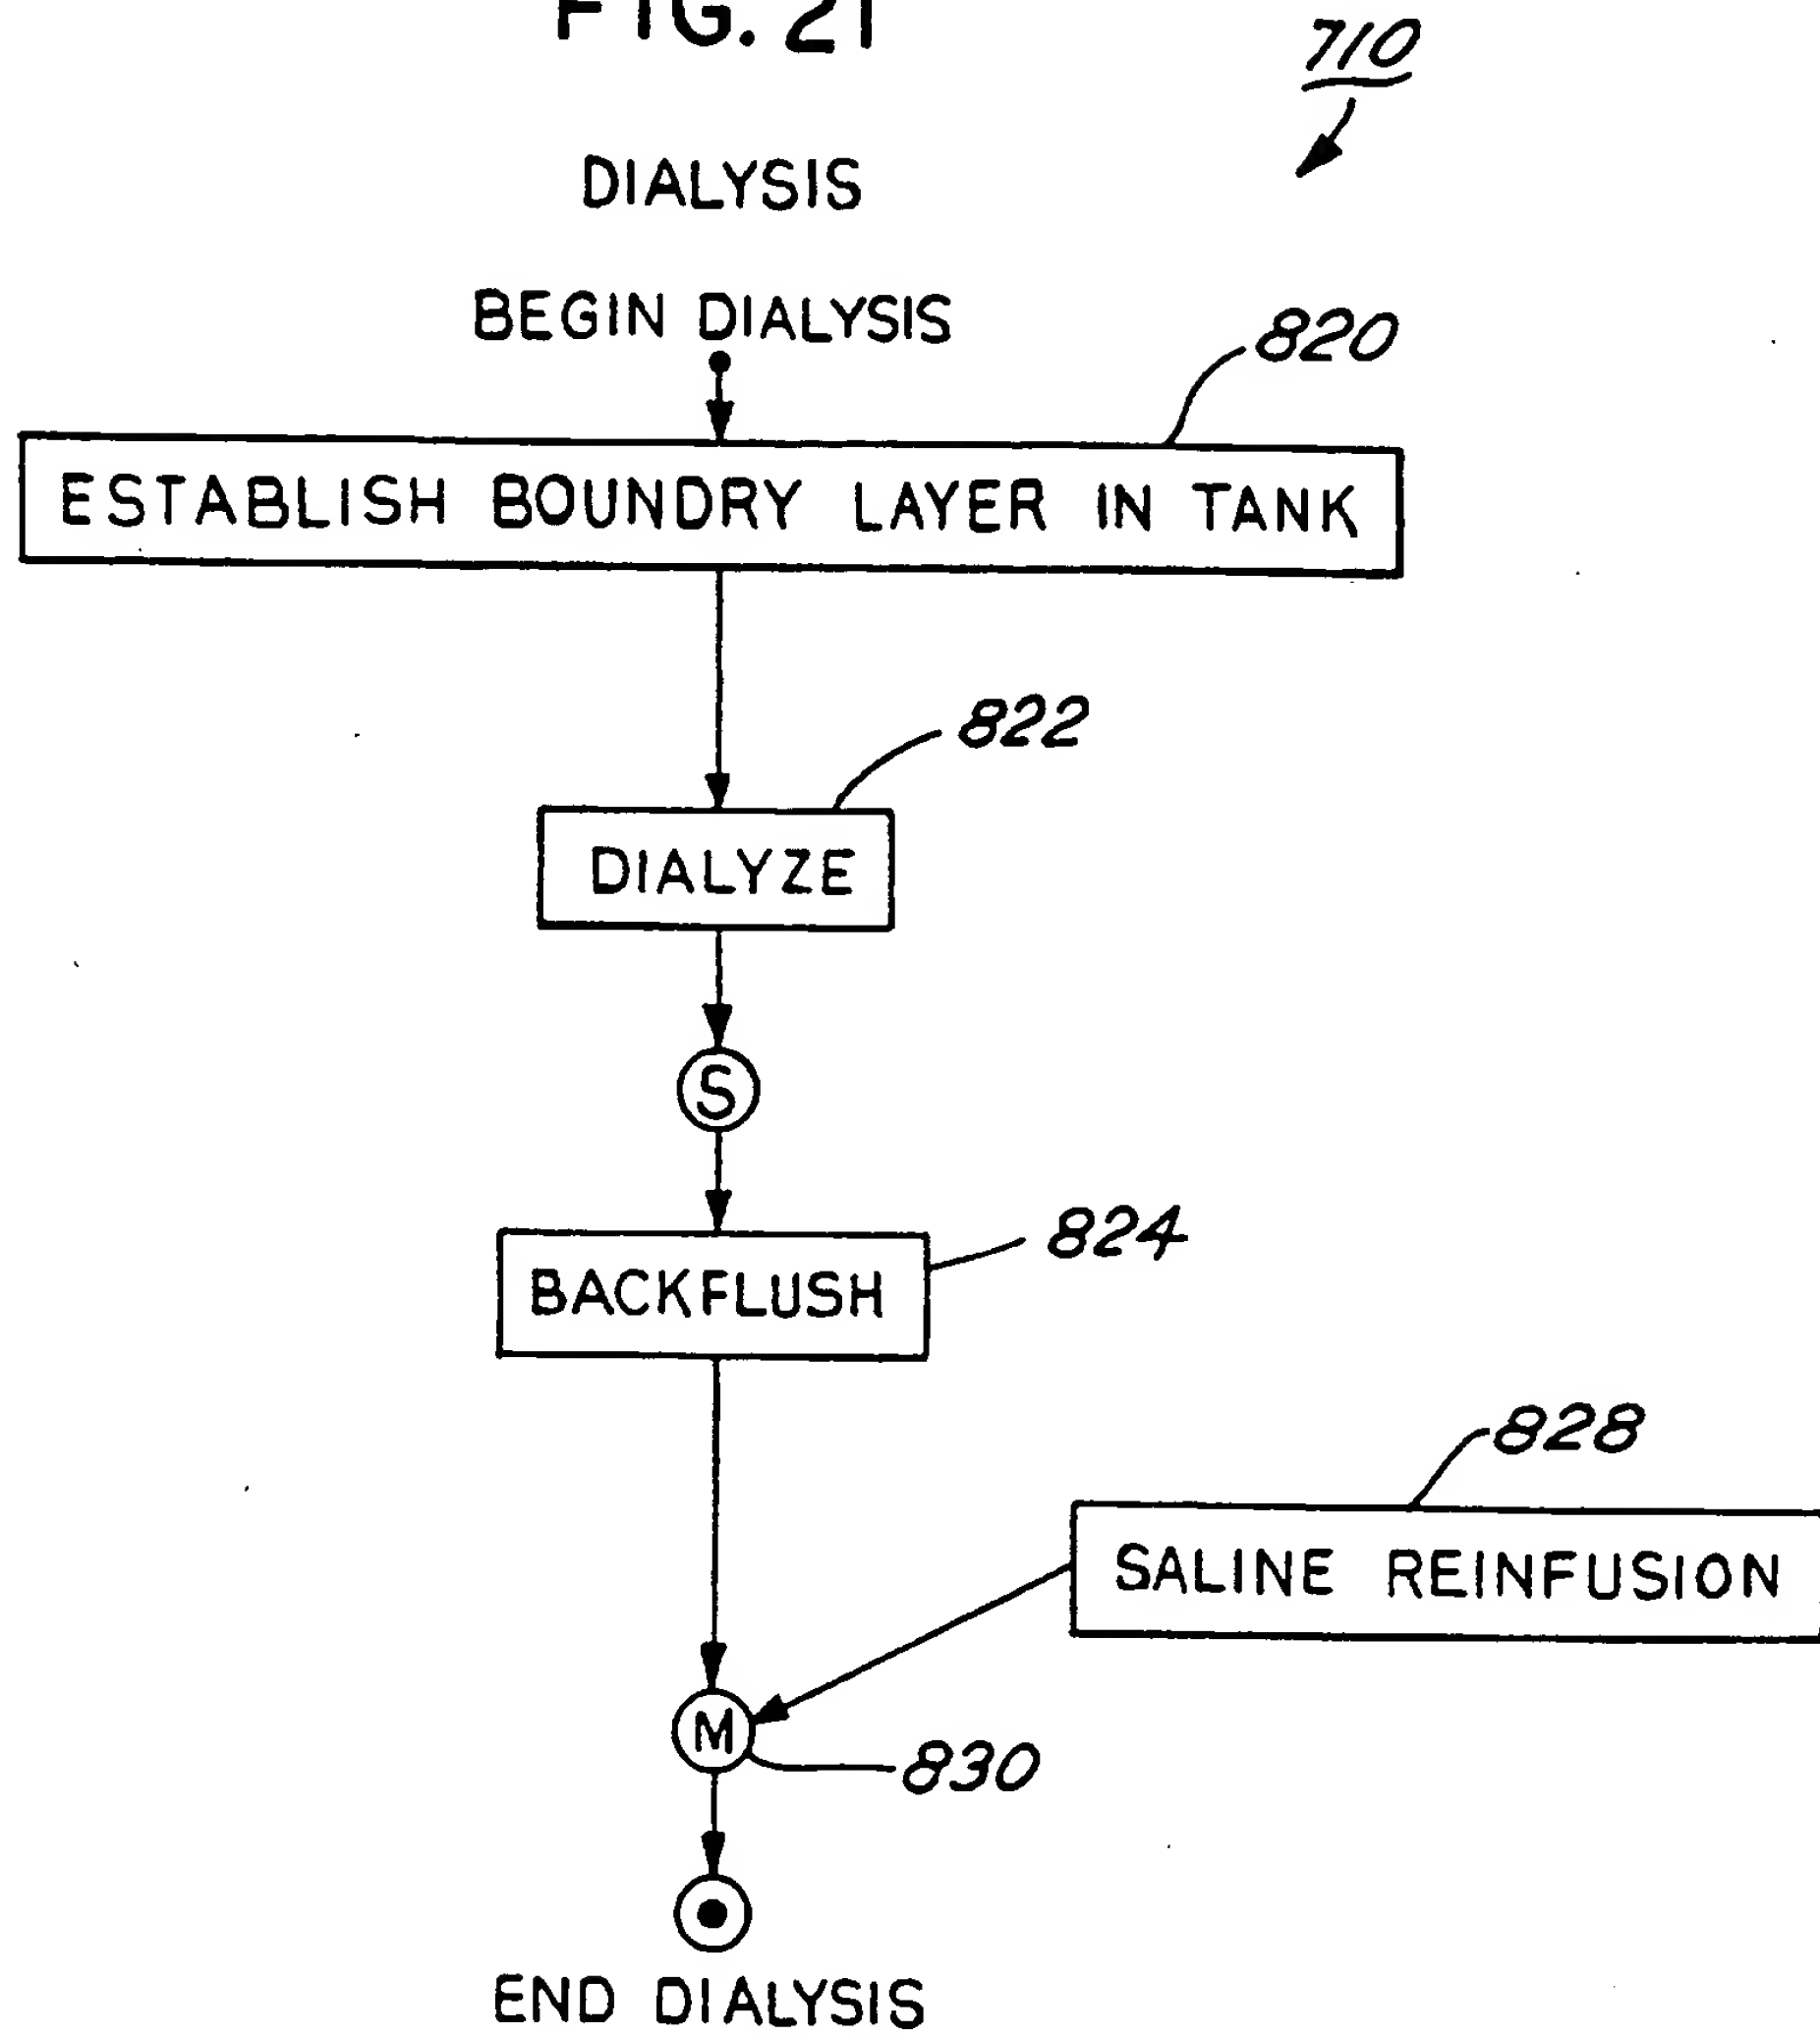 FIG. 21
710
DIALYSIS
BEGIN DIALYSIS
820
ESTABLISH BOUNDRY LAYER IN TANK
822
DIALYZE
S
824
BACKFLUSH
828
SALINE REINFUSION
M
830
END DIALYSIS